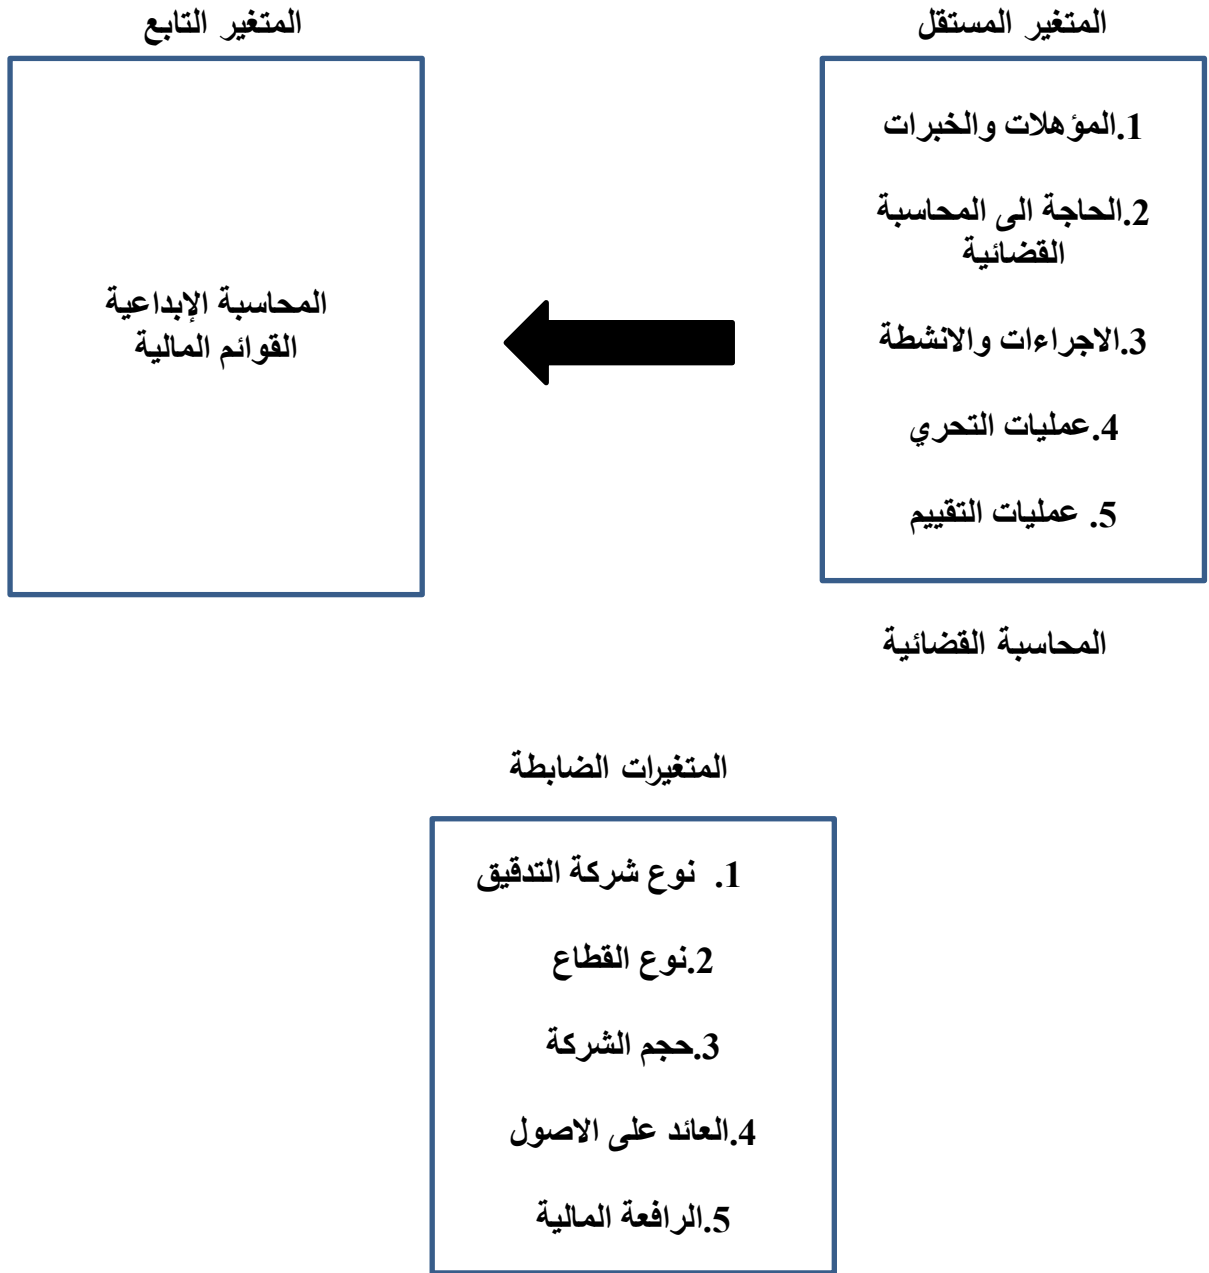 المتغير المستقل
1.المؤهلات والخبرات
2.الحاجة الى المحاسبة
القضائية
3.الاجراءات والانشطة
4.عمليات التحري
5. عمليات التقييم
المحاسبة القضائية
المتغير التابع
المحاسبة الإبداعية
القوائم المالية
المتغيرات الضابطة
1. نوع شركة التدقيق
2.نوع القطاع
3.حجم الشركة
4.العائد على الاصول
5.الرافعة المالية